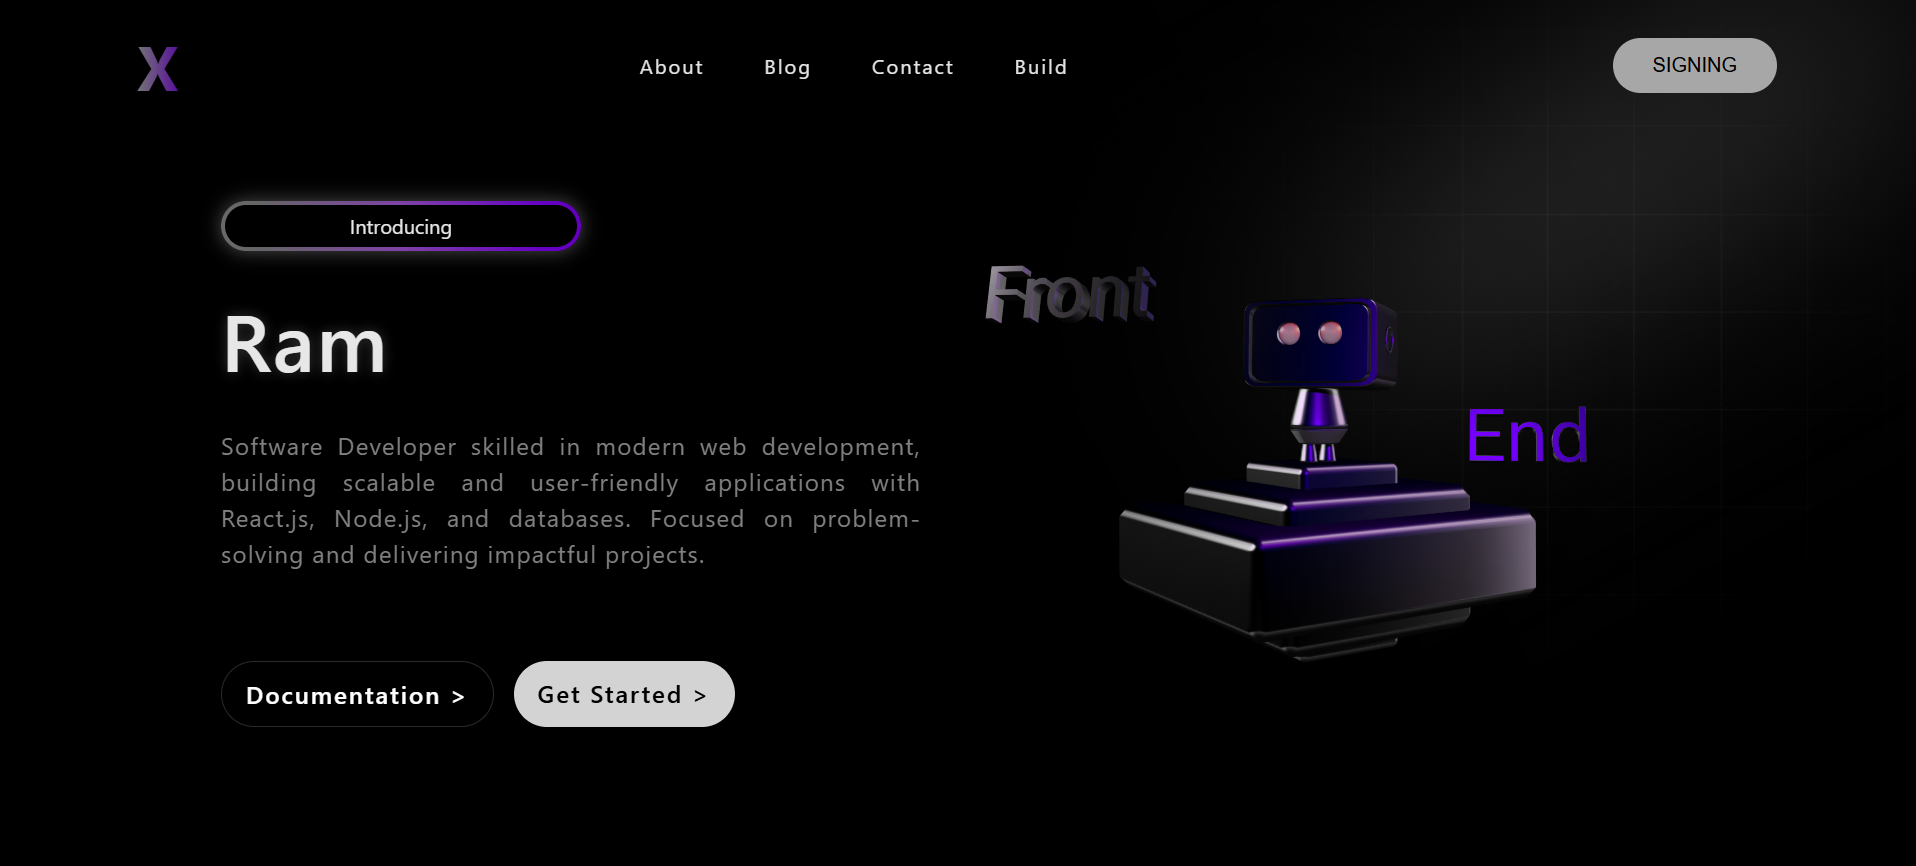 X
About Blog Contact Build
SIGNING
Introducing
Ram
Software Developer skilled in modern web development,
building scalable and user-friendly applications with
React.js, Node.js, and databases. Focused on problem-
solving and delivering impactful projects.
Documentation >
Get Started >
Front
End